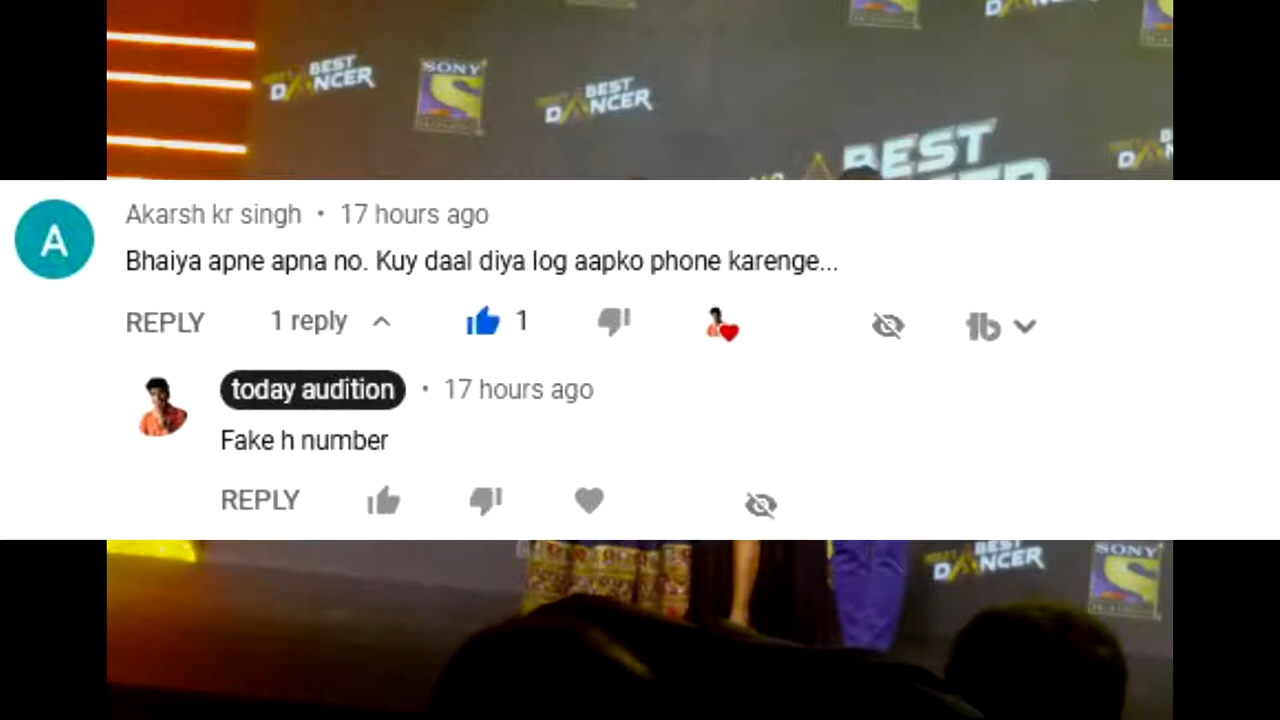 BEST
DANCER
SONY
BEST
DANCER
BEST
Akarsh kr singh • 17 hours ago
Bhaiya apne apna no. Kuy daal diya log aapko phone karenge...
REPLY 1 reply 1
today audition • 17 hours ago
Fake h number
REPLY
BEST
DANCER
SONY